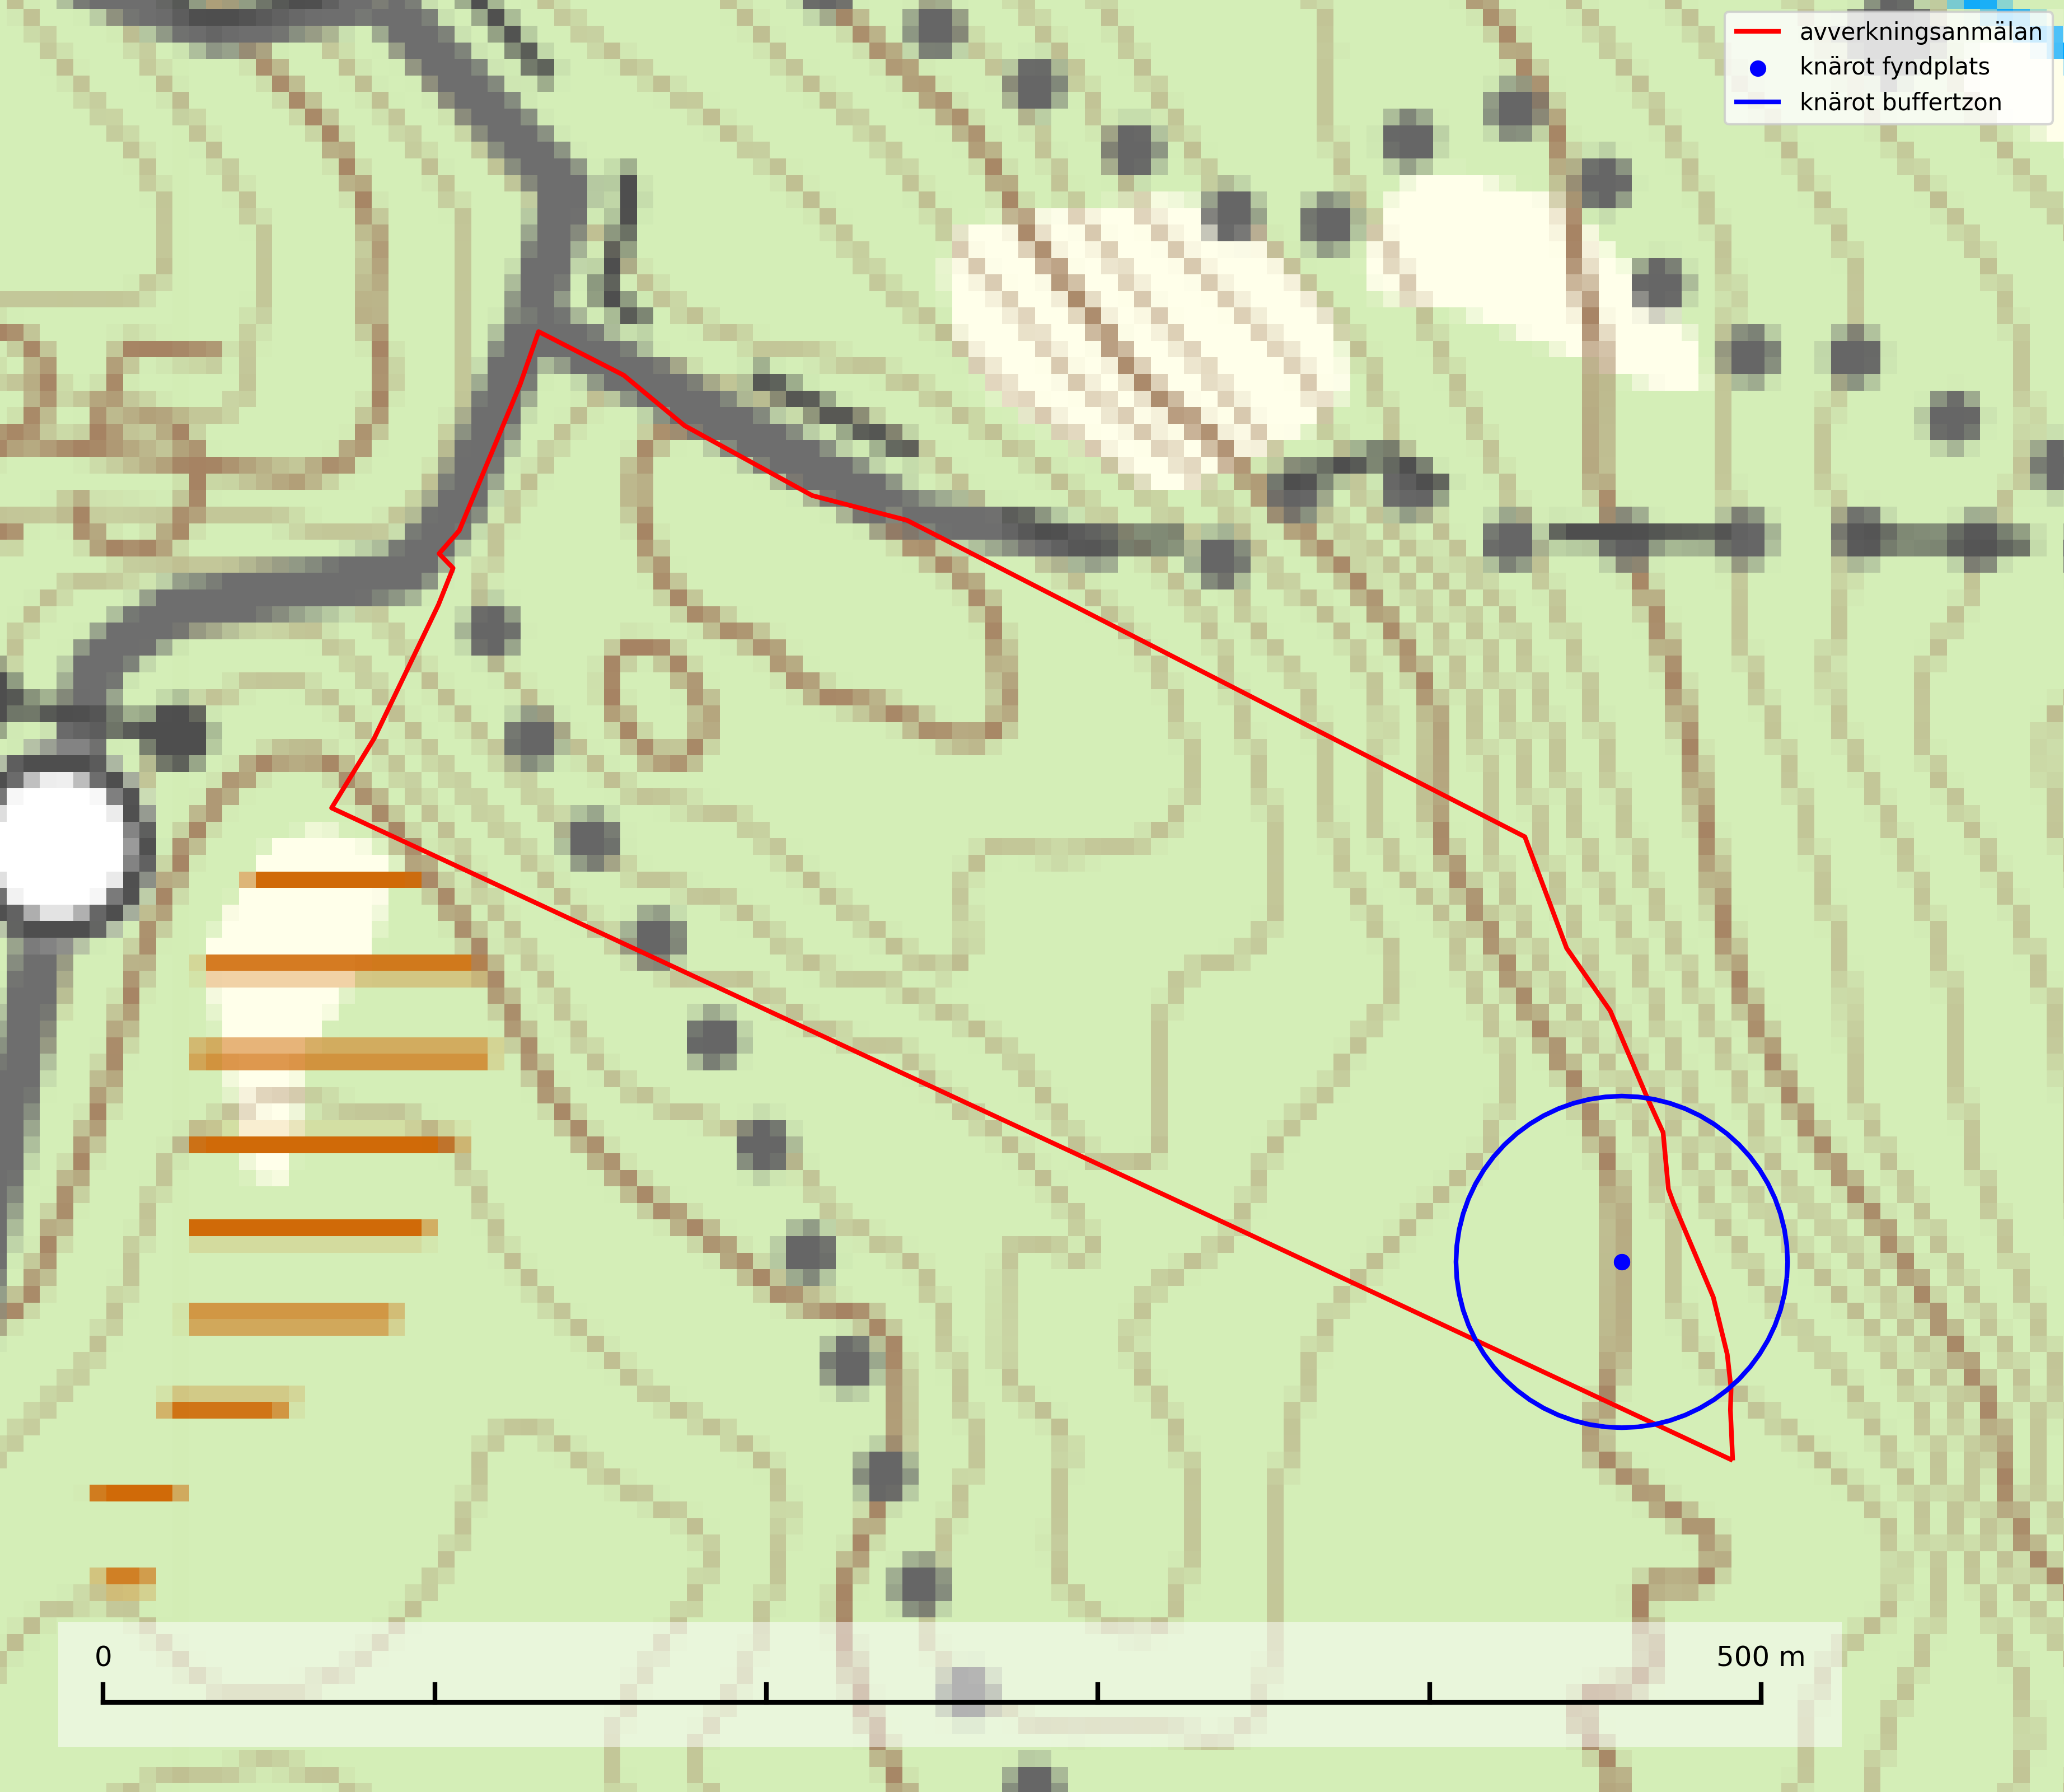 avverkningsanmälan
knärot fyndplats
knärot buffertzon
0 500 m